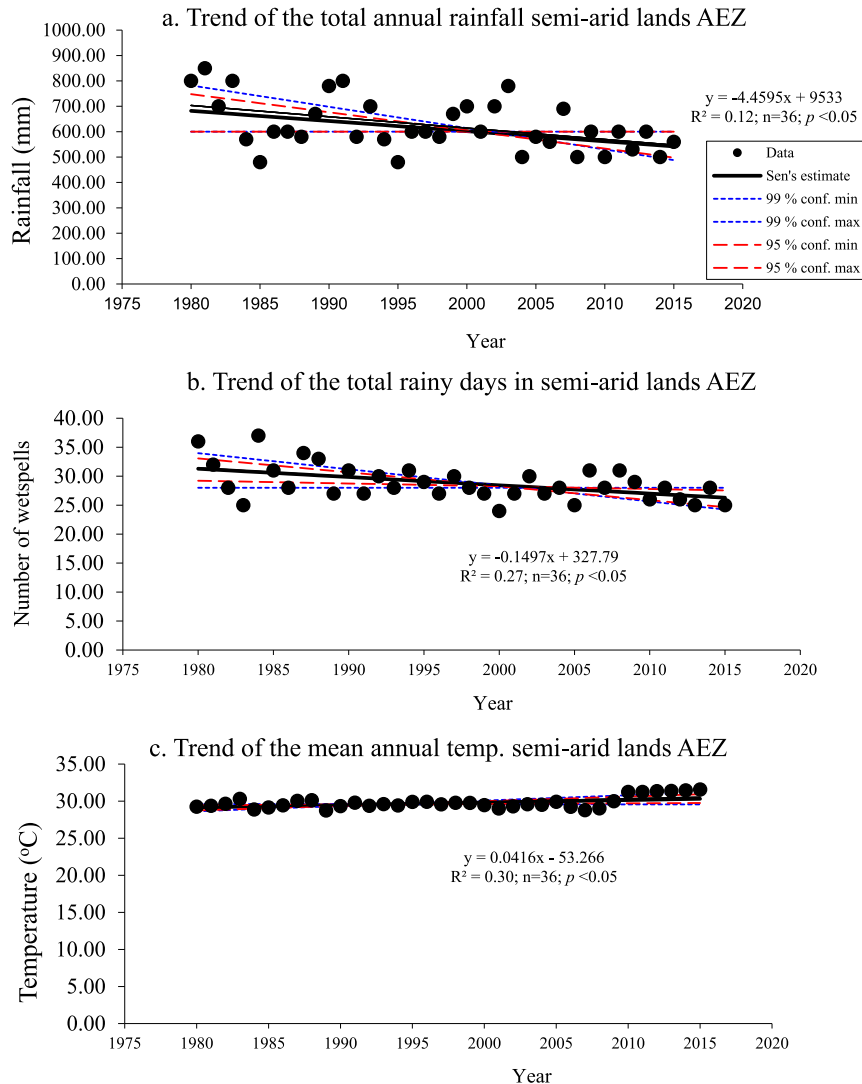 a. Trend of the total annual rainfall semi-arid lands AEZ
1000.00
900.00
800.00
700.00
600.00
500.00
400.00
300.00
200.00
100.00
0.00
Rainfall (mm)
1975 1980 1985 1990 1995 2000 2005 2010 2015 2020
Year
y = -4.4595x + 9533
R² = 0.12; n=36; p <0.05
Data
Sen's estimate
99 % conf. min
99 % conf. max
95 % conf. min
95 % conf. max
b. Trend of the total rainy days in semi-arid lands AEZ
40.00
35.00
30.00
25.00
20.00
15.00
10.00
5.00
0.00
Number of wetspells
1975 1980 1985 1990 1995 2000 2005 2010 2015 2020
Year
y = -0.1497x + 327.79
R² = 0.27; n=36; p <0.05
c. Trend of the mean annual temp. semi-arid lands AEZ
35.00
30.00
25.00
20.00
15.00
10.00
5.00
0.00
Temperature (°C)
1975 1980 1985 1990 1995 2000 2005 2010 2015 2020
Year
y = 0.0416x - 53.266
R² = 0.30; n=36; p <0.05